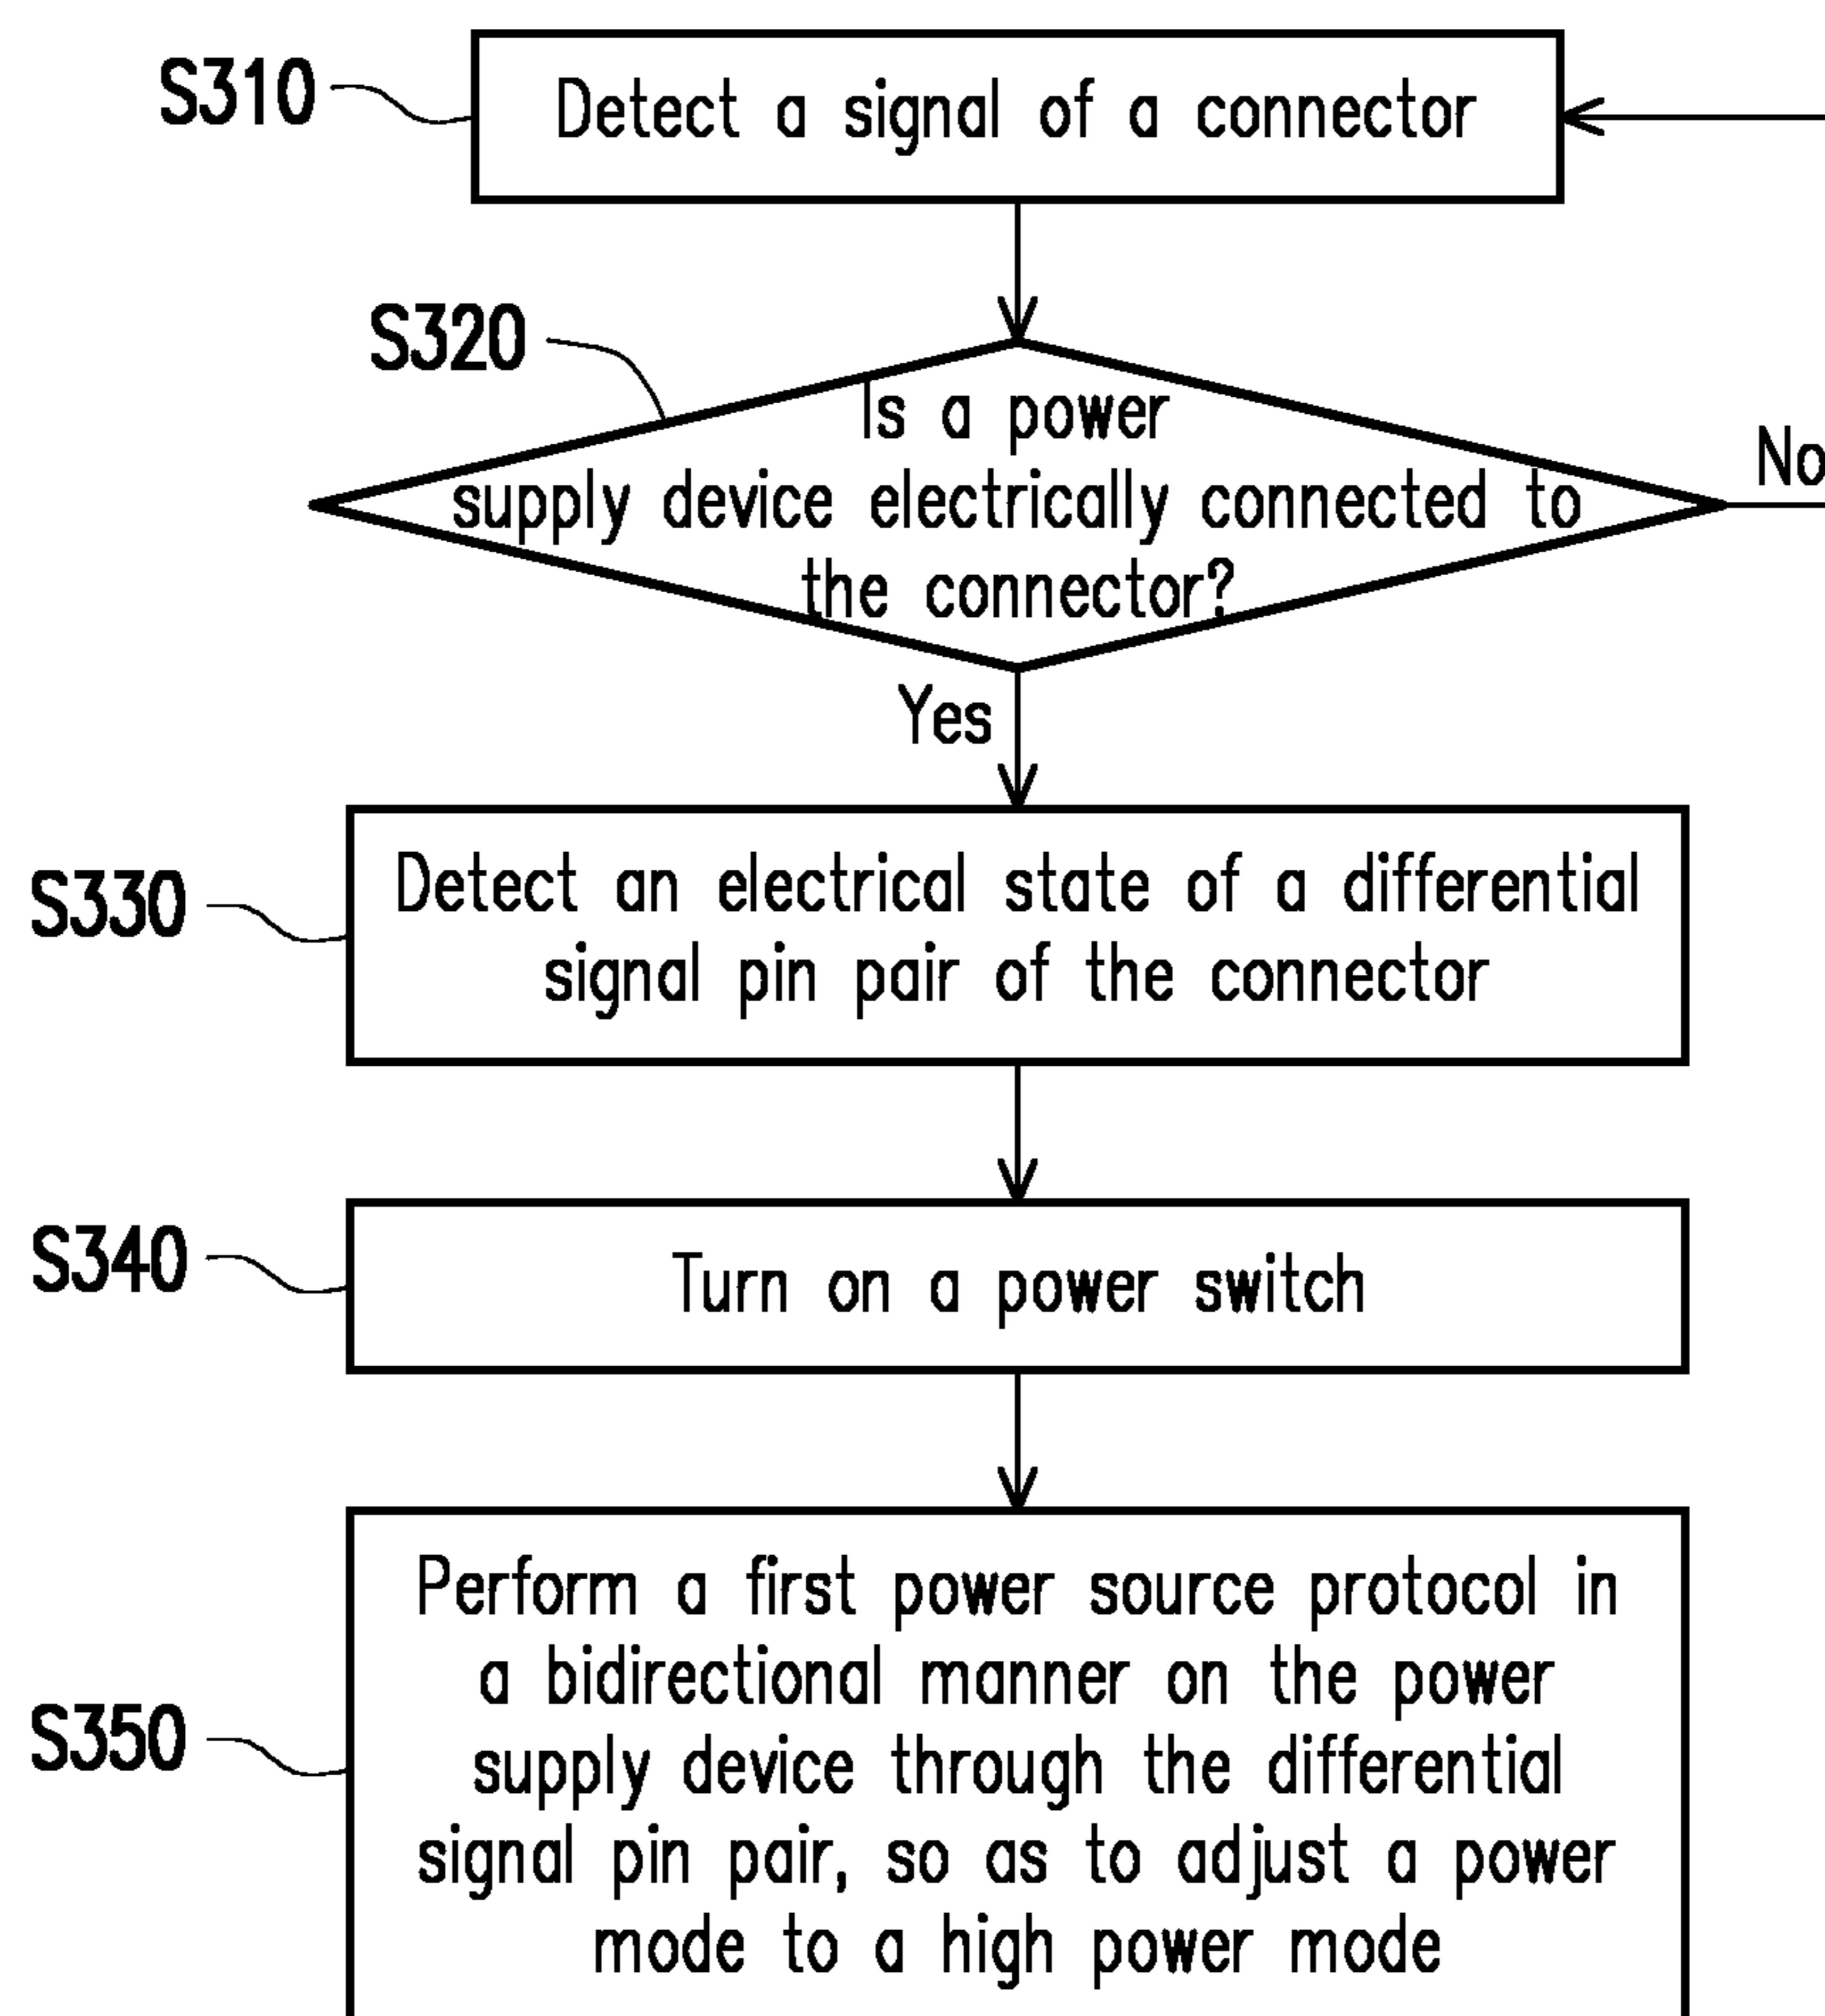 S310
Detect a signal of a connector
S320
Is a power
supply device electrically connected to
the connector?
No
Yes
S330
Detect an electrical state of a differential
signal pin pair of the connector
S340
Turn on a power switch
S350
Perform a first power source protocol in
a bidirectional manner on the power
supply device through the differential
signal pin pair, so as to adjust a power
mode to a high power mode